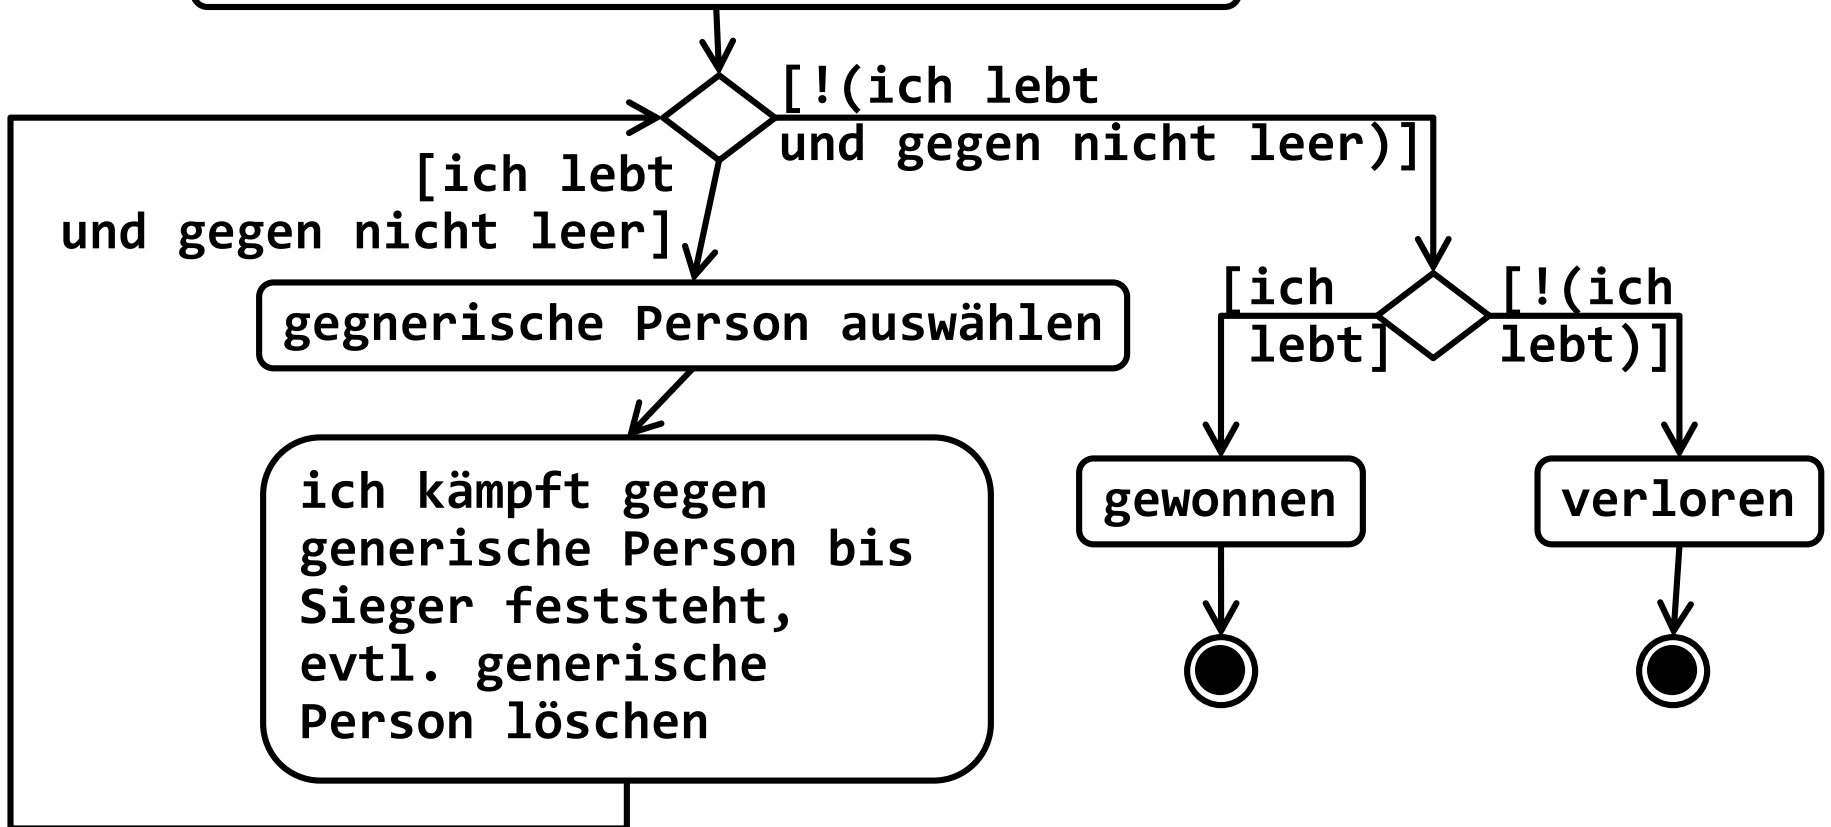 [!(ich lebt
und gegen nicht leer)]
[ich lebt
und gegen nicht leer]
gegnerische Person auswählen
[ich
lebt]
[!(ich
lebt)]
ich kämpft gegen
generische Person bis
Sieger feststeht,
evtl. generische
Person löschen
gewonnen
verloren